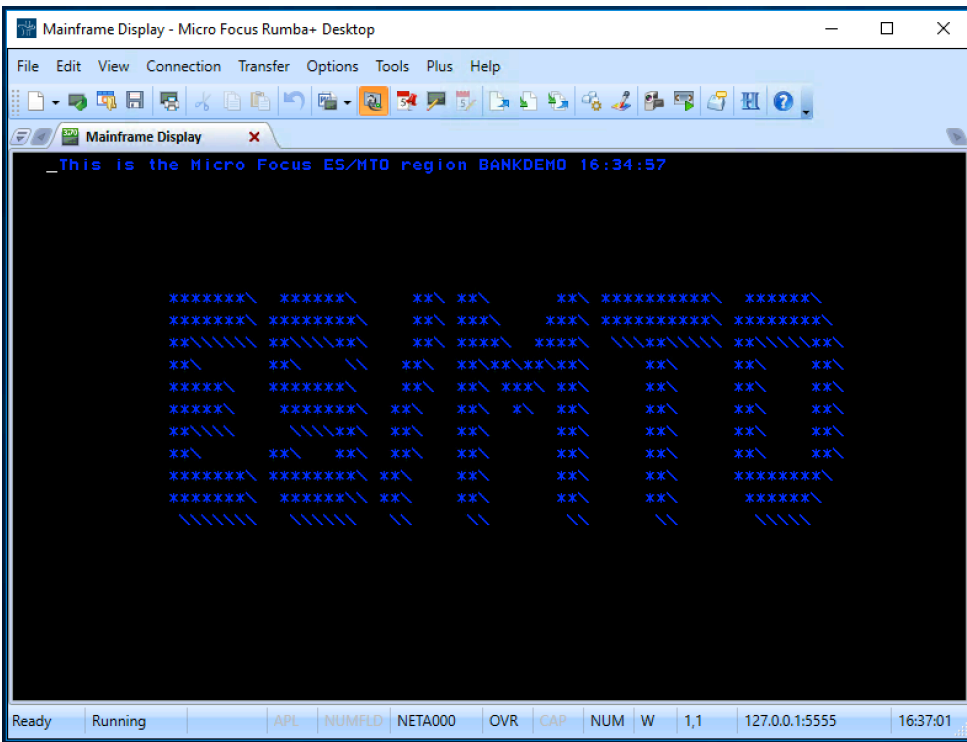 Mainframe Display - Micro Focus Rumba+ Desktop
File Edit View Connection Transfer Options Tools Plus Help
Mainframe Display
_This is the Micro Focus ES/MTO region BANKDEMO 16:34:57
ES/MTO
Ready Running APL NUMFLD NETA000 OVR CAP NUM W 1,1 127.0.0.1:5555 16:37:01